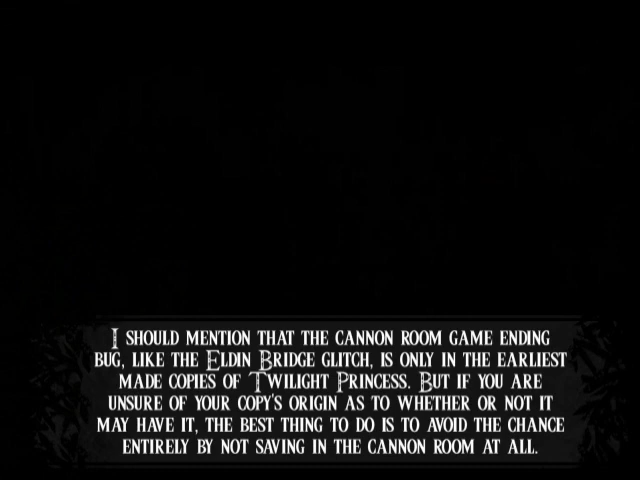 I should mention that the cannon room game ending
bug, like the Eldin Bridge glitch, is only in the earliest
made copies of Twilight Princess. But if you are
unsure of your copy's origin as to whether or not it
may have it, the best thing to do is to avoid the chance
entirely by not saving in the cannon room at all.